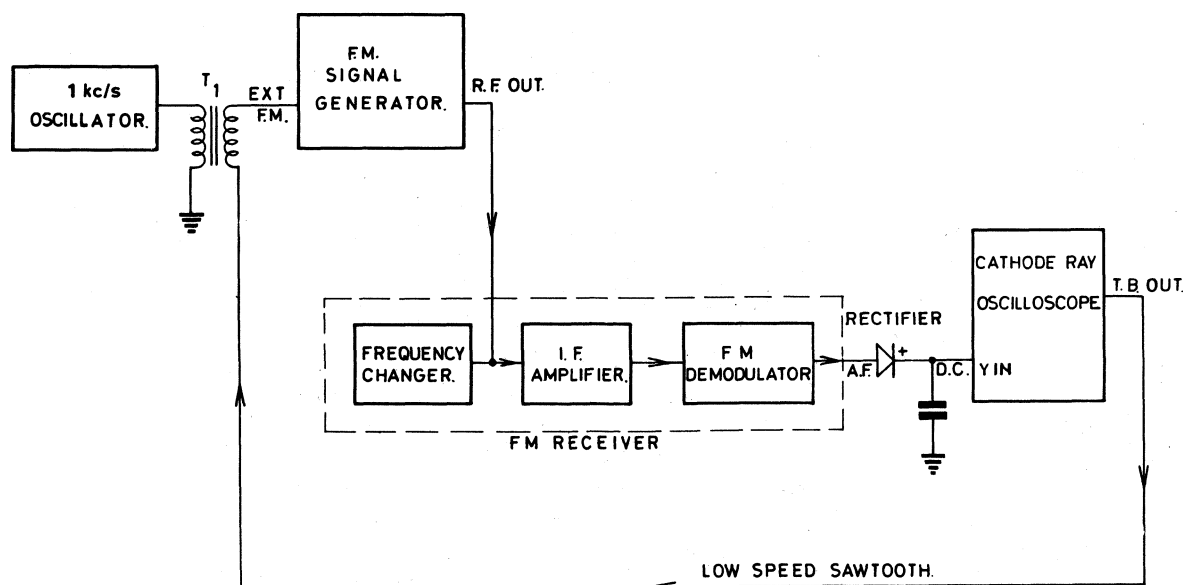 1 kc/s
OSCILLATOR.
T1
EXT
F.M.
F.M.
SIGNAL
GENERATOR.
R.F. OUT.
CATHODE RAY
OSCILLOSCOPE
T.B. OUT.
Y IN
RECTIFIER
+
A.F.
D.C.
FREQUENCY
CHANGER.
I.F.
AMPLIFIER.
FM
DEMODULATOR
FM RECEIVER
LOW SPEED SAWTOOTH.